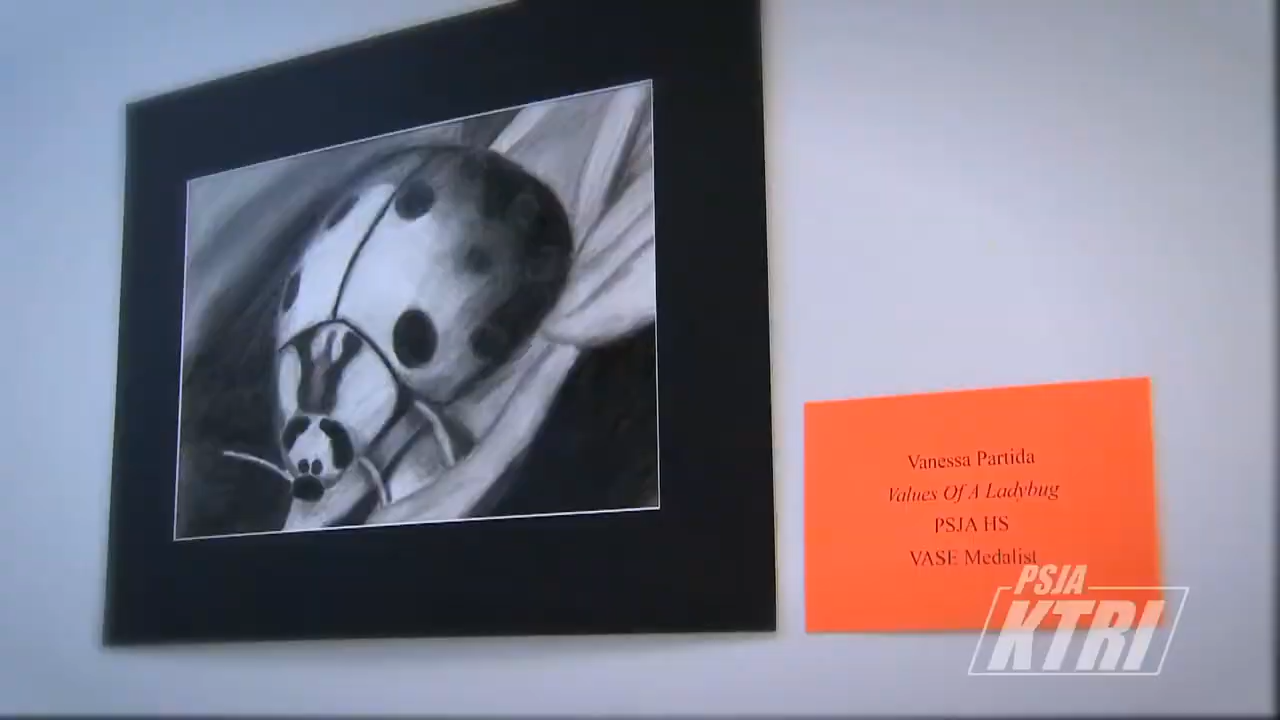 Vanessa Partida
Values Of A Ladybug
PSJA HS
VASE Medalist
PSJA
KTRI